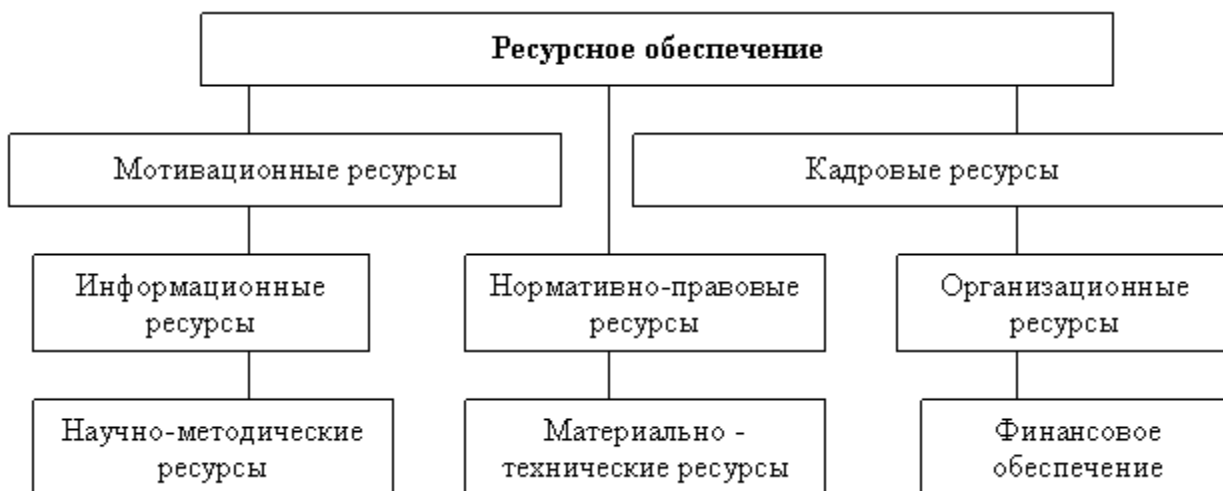 Ресурсное обеспечение
Мотивационные ресурсы
Кадровые ресурсы
Информационные
ресурсы
Нормативно-правовые
ресурсы
Организационные
ресурсы
Научно-методические
ресурсы
Материально -
технические ресурсы
Финансовое
обеспечение